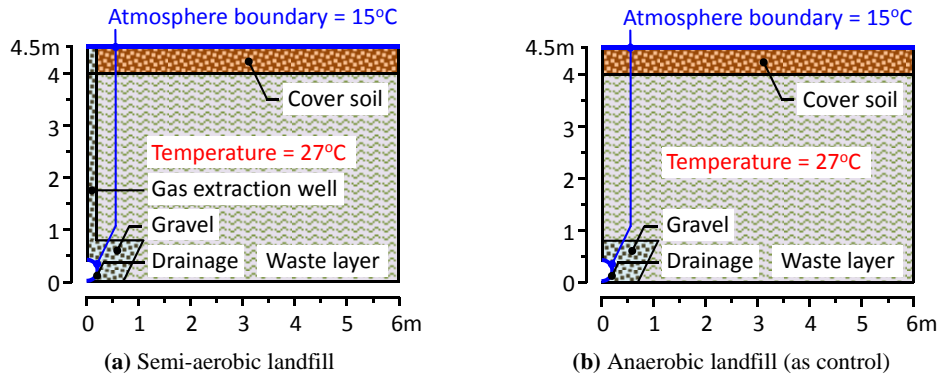 Atmosphere boundary = 15°C
4.5m
4
3
2
1
0
Cover soil
Temperature = 27°C
Gas extraction well
Gravel
Drainage
Waste layer
0 1 2 3 4 5 6m
(a) Semi-aerobic landfill
Atmosphere boundary = 15°C
4.5m
4
3
2
1
0
Cover soil
Temperature = 27°C
Gravel
Drainage
Waste layer
0 1 2 3 4 5 6m
(b) Anaerobic landfill (as control)